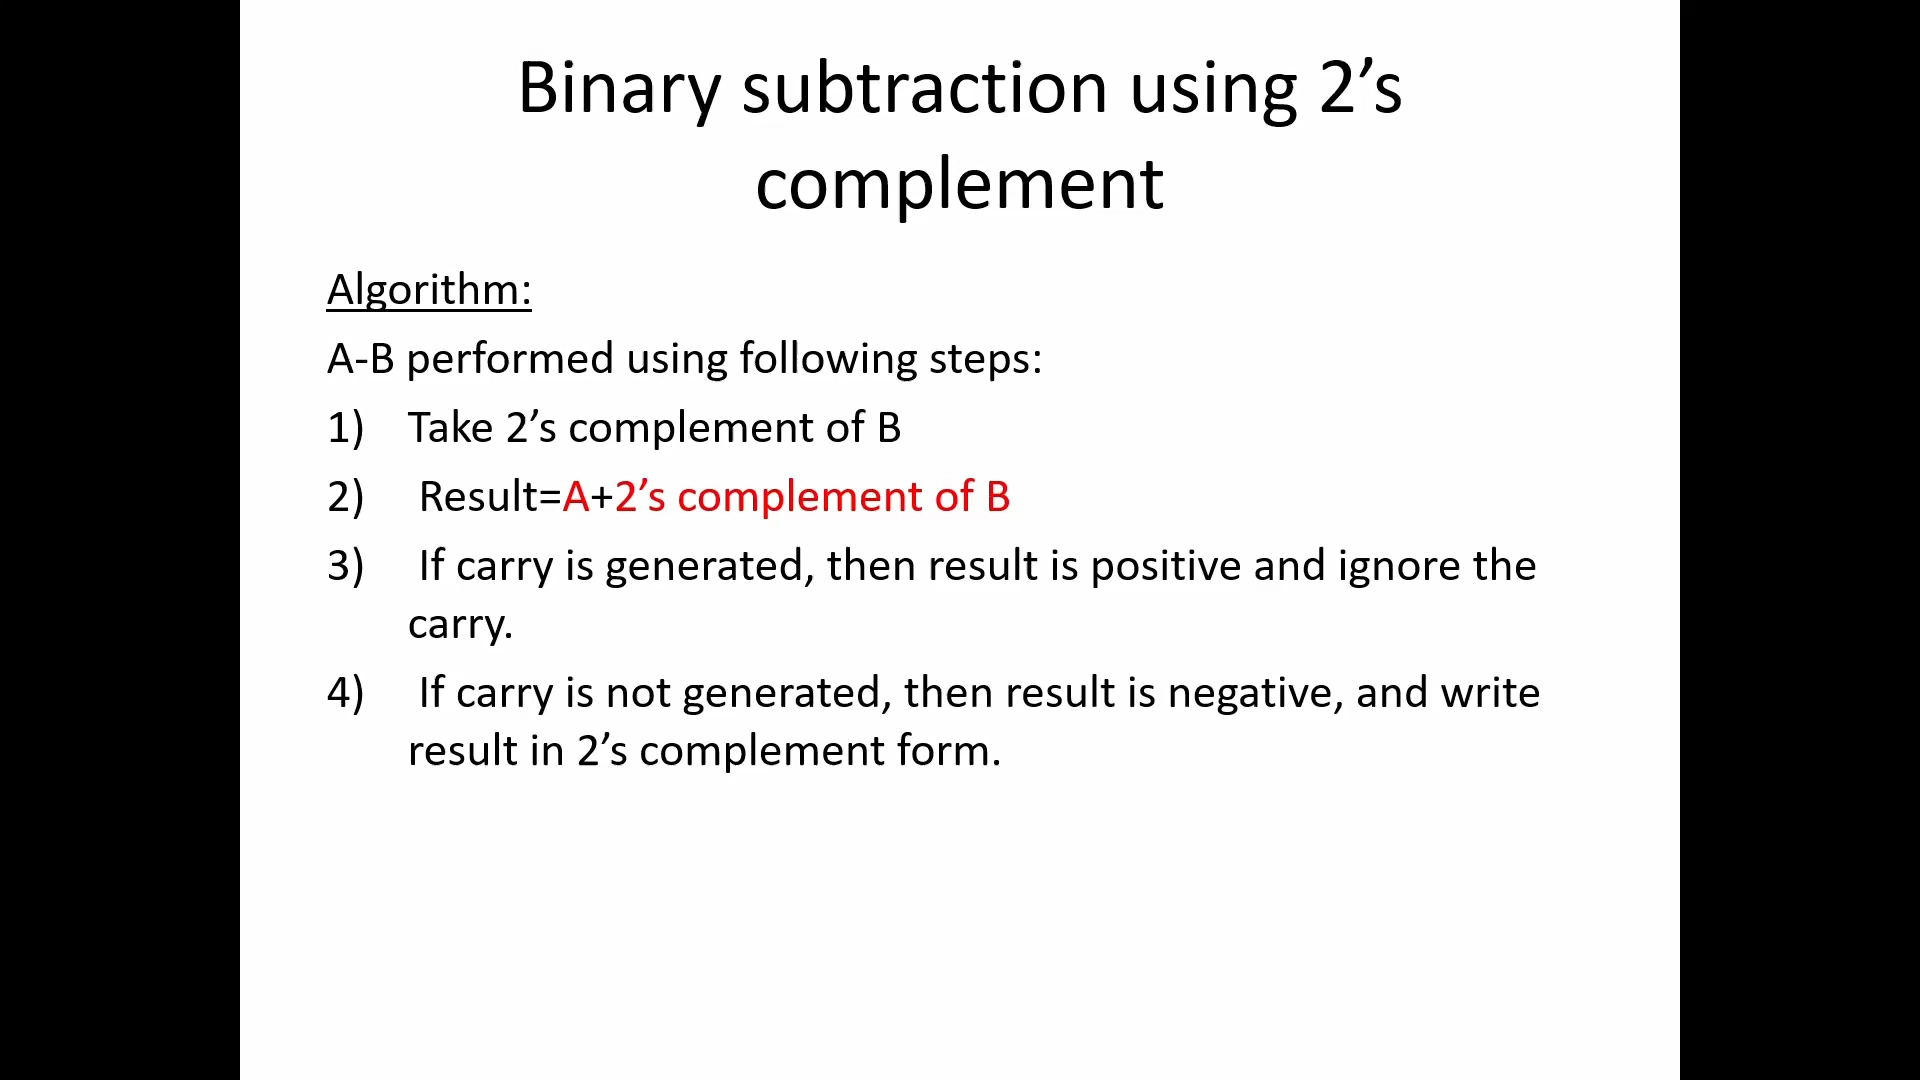 Binary subtraction using 2’s
complement
Algorithm:
A-B performed using following steps:
1) Take 2’s complement of B
2) Result=A+2’s complement of B
3) If carry is generated, then result is positive and ignore the
carry.
4) If carry is not generated, then result is negative, and write
result in 2’s complement form.